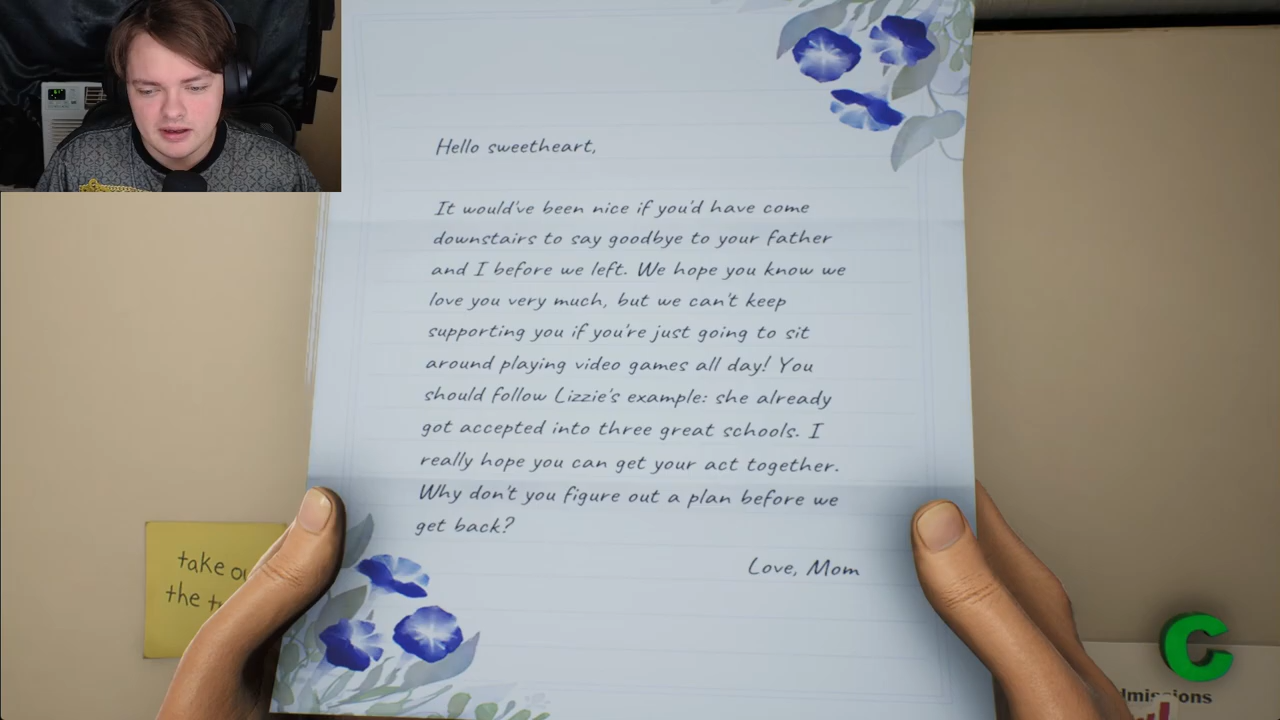 Hello sweetheart,
It would've been nice if you'd have come
downstairs to say goodbye to your father
and I before we left. We hope you know we
love you very much, but we can't keep
supporting you if you're just going to sit
around playing video games all day! You
should follow Lizzie's example: she already
got accepted into three great schools. I
really hope you can get your act together.
Why don't you figure out a plan before we
get back?
Love, Mom
take
the
C